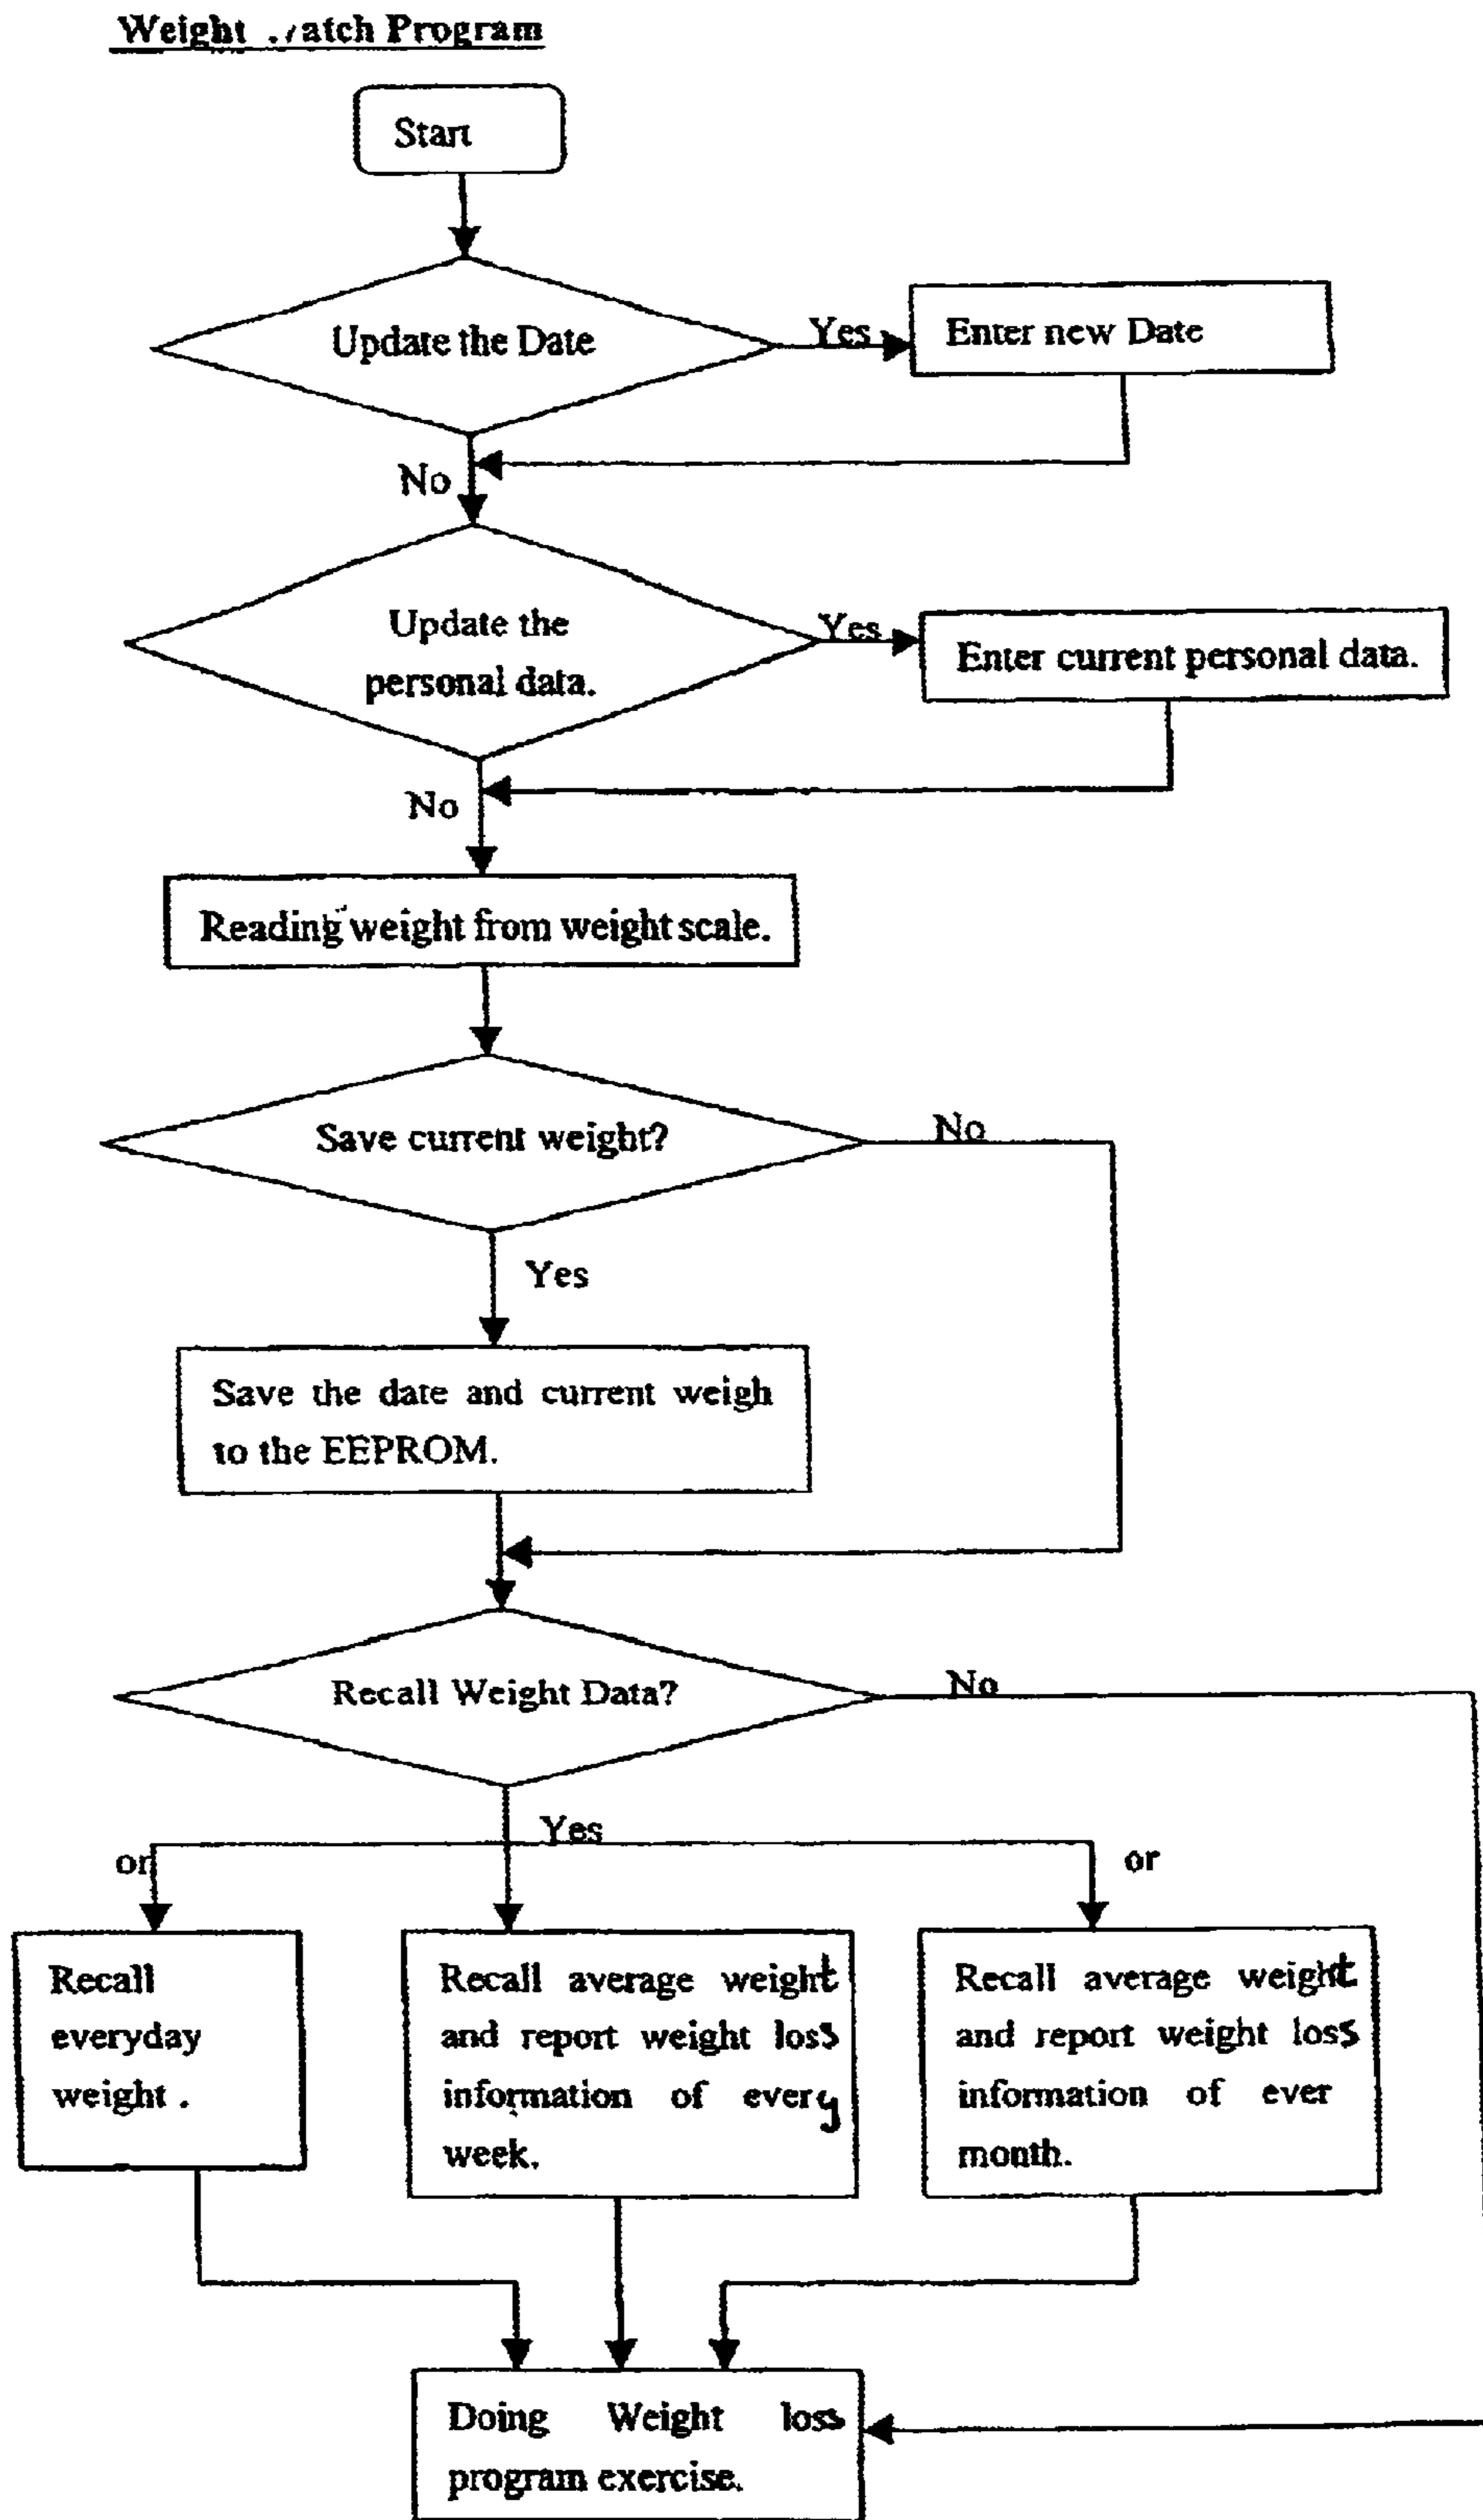 Weight Program
Start
Update the Date
Yes
Enter new Date
No
Update the
personal data.
Yes
Enter current personal data.
No
Reading weight from weight scale.
Save current weight?
No
Yes
Save the date and current weigh
to the EEPROM.
Recall Weight Data?
No
Yes
or
or
Recall
everyday
weight .
Recall average weight
and report weight loss
information of every
week.
Recall average weight
and report weight loss
information of ever
month.
Doing Weight loss
program exercise.